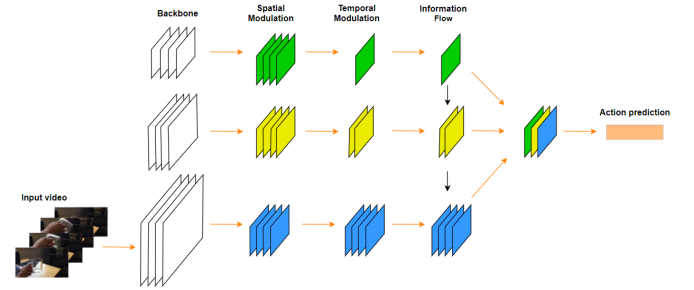 Backbone
Spatial
Modulation
Temporal
Modulation
Information
Flow
Action prediction
Input video